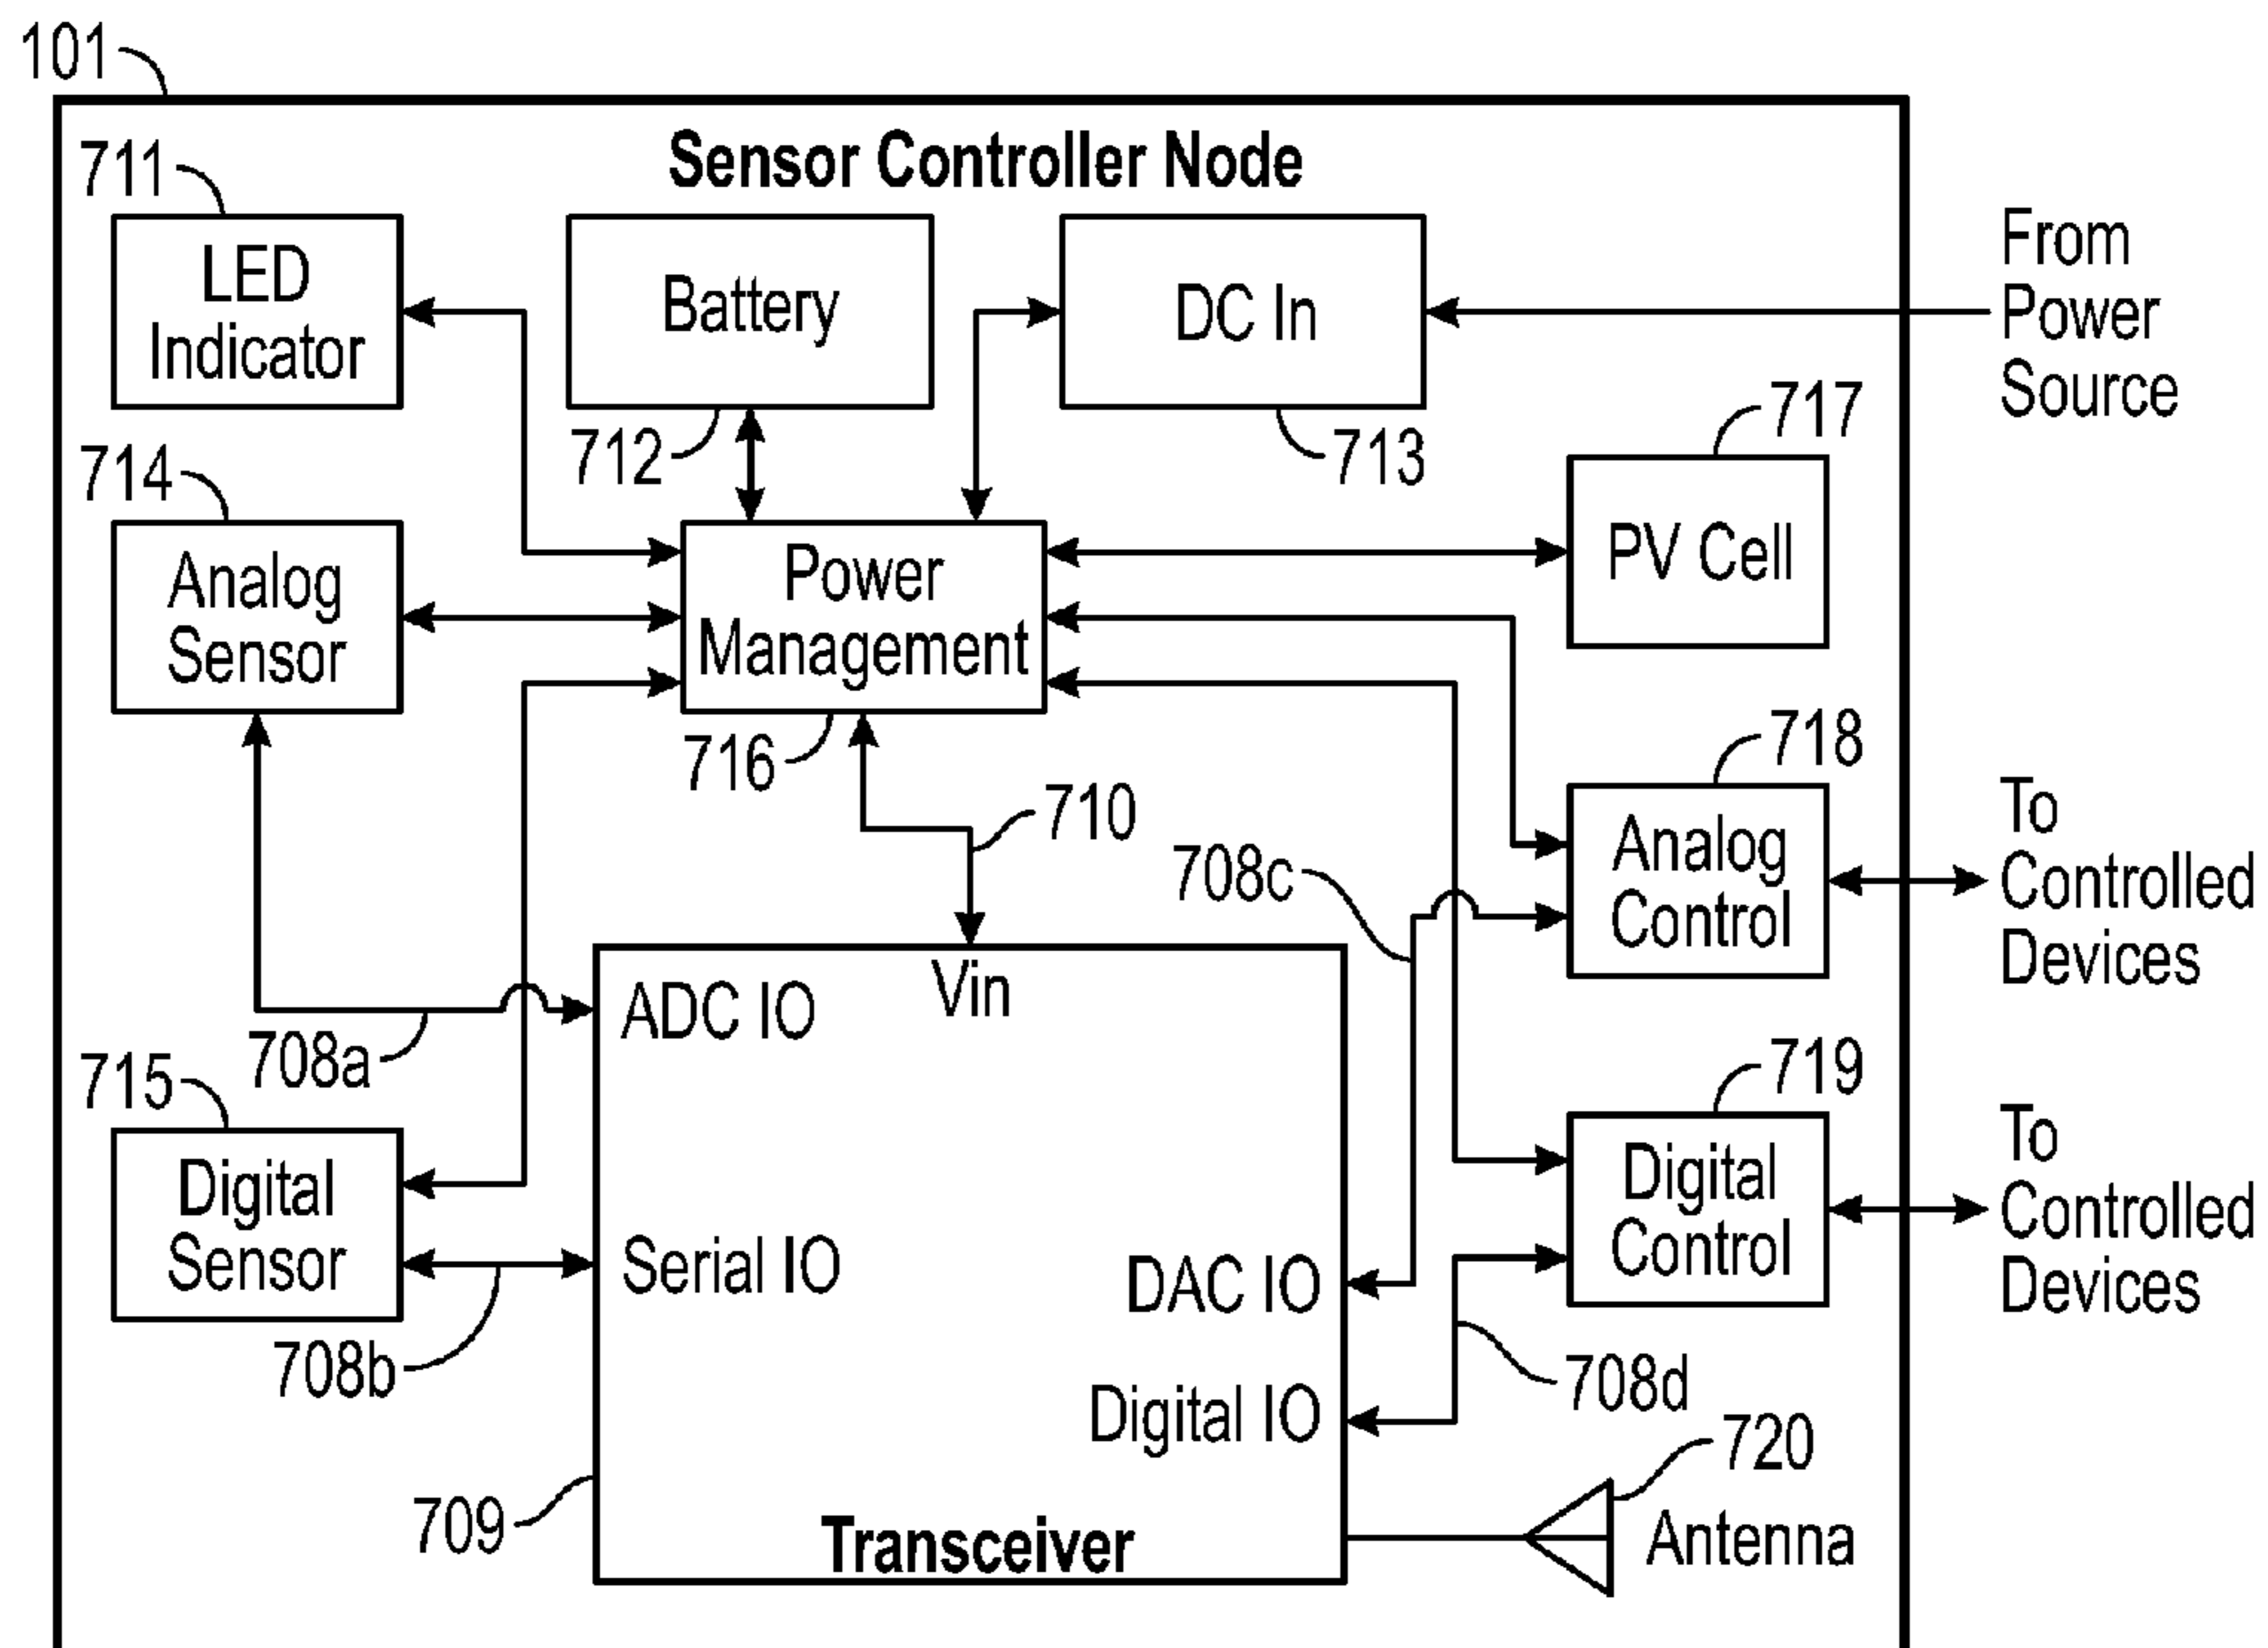 101
Sensor Controller Node
711
LED
Indicator
Battery
DC In
From
Power
Source
712
713
717
PV Cell
714
Analog
Sensor
Power
Management
716
710
718
Analog
Control
To
Controlled
Devices
708c
ADC IO
Vin
708a
715
Digital
Sensor
719
Digital
Control
To
Controlled
Devices
Serial IO
DAC IO
708b
708d
Digital IO
720
709
Transceiver
Antenna